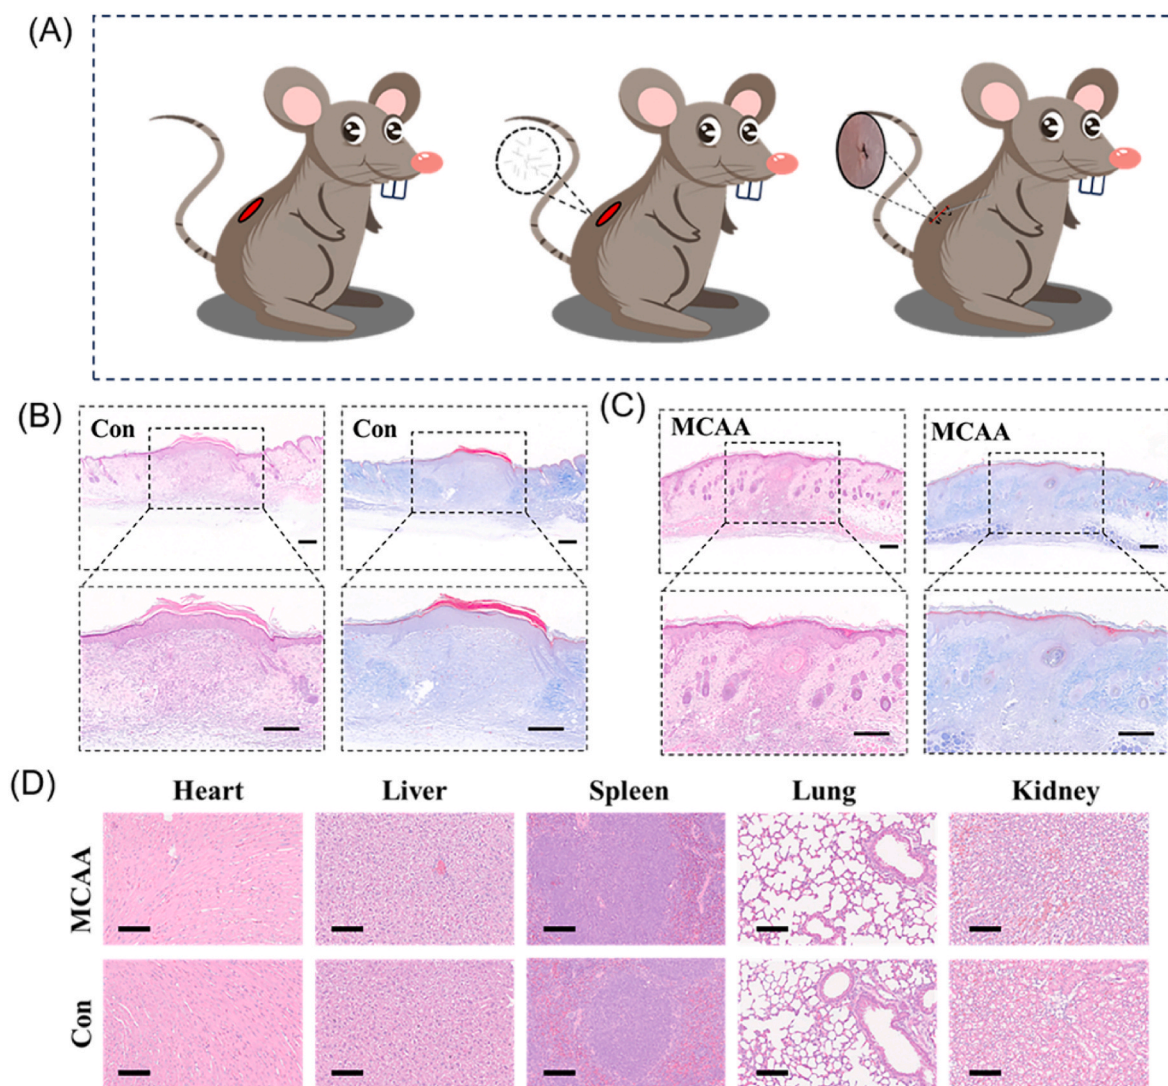 (A)
(B)
Con
Con
(C)
MCAA
MCAA
(D)
Heart Liver Spleen Lung Kidney
MCAA
Con